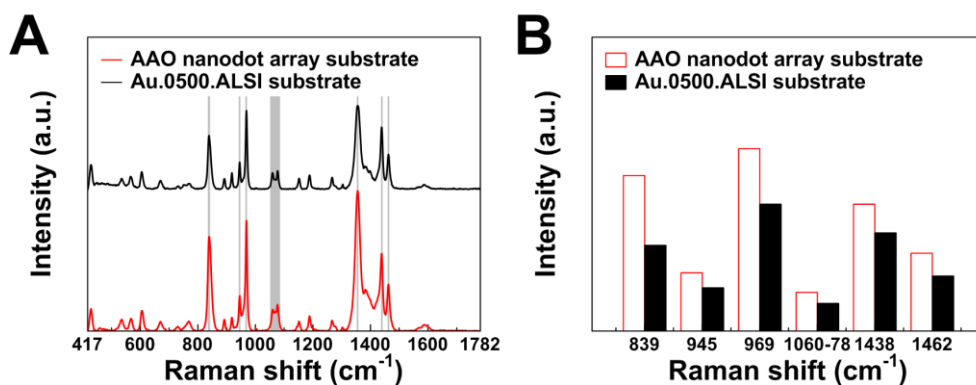 A
AAO nanodot array substrate
Au.0500.ALSI substrate
Intensity (a.u.)
417 600 800 1000 1200 1400 1600 1782
Raman shift (cm⁻¹)
B
AAO nanodot array substrate
Au.0500.ALSI substrate
Intensity (a.u.)
839 945 969 1060-78 1438 1462
Raman shift (cm⁻¹)